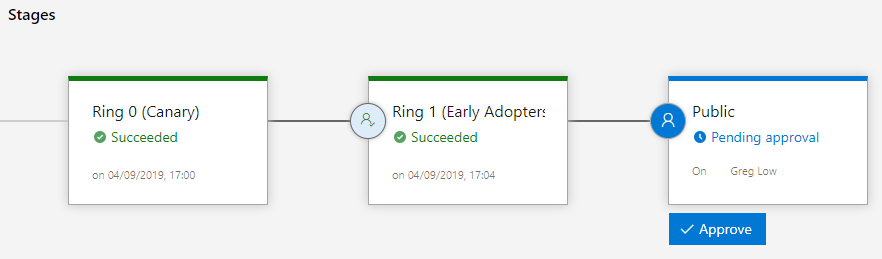 Stages
Ring 0 (Canary)
Succeeded
on 04/09/2019, 17:00
Ring 1 (Early Adopters
Succeeded
on 04/09/2019, 17:04
Public
Pending approval
On Greg Low
Approve